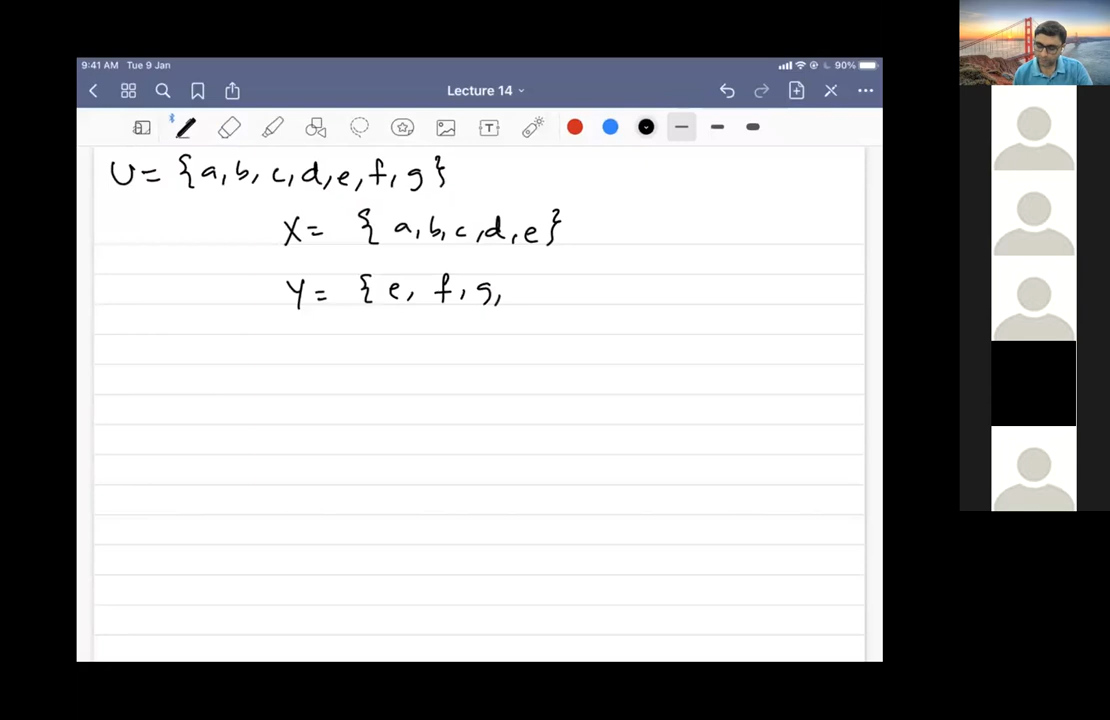 9:41 AM Tue 9 Jan 90%
Lecture 14
U = {a, b, c, d, e, f, g}
X = { a, b, c, d, e }
Y = { e, f, g,